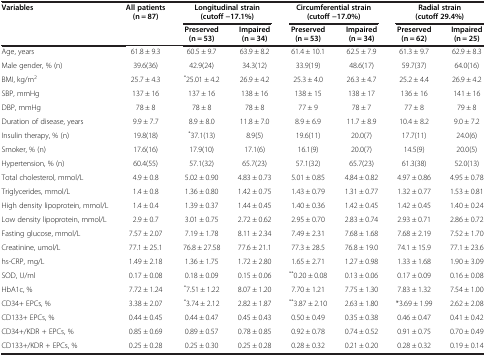 Variables All patients Longitudinal strain Circumferential strain Radial strain
(n = 87) (cutoff −17.1%) (cutoff −17.0%) (cutoff 29.4%)
Preserved Impaired Preserved Impaired Preserved Impaired
(n = 53) (n = 34) (n = 53) (n = 34) (n = 62) (n = 25)
Age, years 61.8 ± 9.3 60.5 ± 9.7 63.9 ± 8.2 61.4 ± 10.1 62.5 ± 7.9 61.3 ± 9.7 62.9 ± 8.3
Male gender, % (n) 39.6(36) 42.9(24) 34.3(12) 33.9(19) 48.6(17) 59.7(37) 64.0(16)
BMI, kg/m2 25.7 ± 4.3 *25.01 ± 4.2 26.9 ± 4.2 25.3 ± 4.0 26.3 ± 4.7 25.2 ± 4.4 26.9 ± 4.2
SBP, mmHg 137 ± 16 137 ± 16 138 ± 16 138 ± 15 138 ± 17 136 ± 16 141 ± 16
DBP, mmHg 78 ± 8 78 ± 8 78 ± 8 77 ± 9 78 ± 7 77 ± 8 79 ± 8
Duration of disease, years 9.9 ± 7.7 8.9 ± 8.0 11.8 ± 7.0 8.9 ± 6.9 11.7 ± 8.9 10.4 ± 8.2 9.0 ± 7.2
Insulin therapy, % (n) 19.8(18) *37.1(13) 8.9(5) 19.6(11) 20.0(7) 17.7(11) 24.0(6)
Smoker, % (n) 17.6(16) 17.9(10) 17.1(6) 16.1(9) 20.0(7) 14.5(9) 20.0(5)
Hypertension, % (n) 60.4(55) 57.1(32) 65.7(23) 57.1(32) 65.7(23) 61.3(38) 52.0(13)
Total cholesterol, mmol/L 4.9 ± 0.8 5.02 ± 0.90 4.83 ± 0.73 5.01 ± 0.85 4.84 ± 0.82 4.97 ± 0.86 4.95 ± 0.78
Triglycerides, mmol/L 1.4 ± 0.8 1.36 ± 0.80 1.42 ± 0.75 1.43 ± 0.79 1.31 ± 0.77 1.32 ± 0.77 1.53 ± 0.81
High density lipoprotein, mmol/L 1.4 ± 0.4 1.39 ± 0.37 1.44 ± 0.45 1.40 ± 0.36 1.42 ± 0.45 1.42 ± 0.45 1.40 ± 0.24
Low density lipoprotein, mmol/L 2.9 ± 0.7 3.01 ± 0.75 2.72 ± 0.62 2.95 ± 0.70 2.83 ± 0.74 2.93 ± 0.71 2.86 ± 0.72
Fasting glucose, mmol/L 7.57 ± 2.07 7.19 ± 1.78 8.11 ± 2.34 7.49 ± 2.31 7.68 ± 1.68 7.68 ± 2.19 7.52 ± 1.70
Creatinine, umol/L 77.1 ± 25.1 76.8 ± 27.58 77.6 ± 21.1 77.3 ± 28.5 76.8 ± 19.0 74.1 ± 15.9 77.1 ± 23.6
hs-CRP, mg/L 1.49 ± 2.18 1.36 ± 1.75 1.72 ± 2.80 1.65 ± 2.71 1.27 ± 0.98 1.33 ± 1.68 1.90 ± 3.09
SOD, U/ml 0.17 ± 0.08 0.18 ± 0.09 0.15 ± 0.06 **0.20 ± 0.08 0.13 ± 0.06 0.17 ± 0.09 0.16 ± 0.08
HbA1c, % 7.72 ± 1.24 *7.51 ± 1.22 8.07 ± 1.20 7.70 ± 1.21 7.75 ± 1.30 7.83 ± 1.32 7.54 ± 1.00
CD34+ EPCs, % 3.38 ± 2.07 *3.74 ± 2.12 2.82 ± 1.87 **3.87 ± 2.10 2.63 ± 1.80 *3.69 ± 1.99 2.62 ± 2.08
CD133+ EPCs, % 0.44 ± 0.45 0.44 ± 0.47 0.45 ± 0.43 0.50 ± 0.49 0.35 ± 0.38 0.46 ± 0.47 0.41 ± 0.42
CD34+/KDR + EPCs, % 0.85 ± 0.69 0.89 ± 0.57 0.78 ± 0.85 0.92 ± 0.78 0.74 ± 0.52 0.91 ± 0.75 0.70 ± 0.49
CD133+/KDR + EPCs, % 0.25 ± 0.28 0.25 ± 0.30 0.25 ± 0.28 0.28 ± 0.32 0.21 ± 0.20 0.28 ± 0.32 0.19 ± 0.14